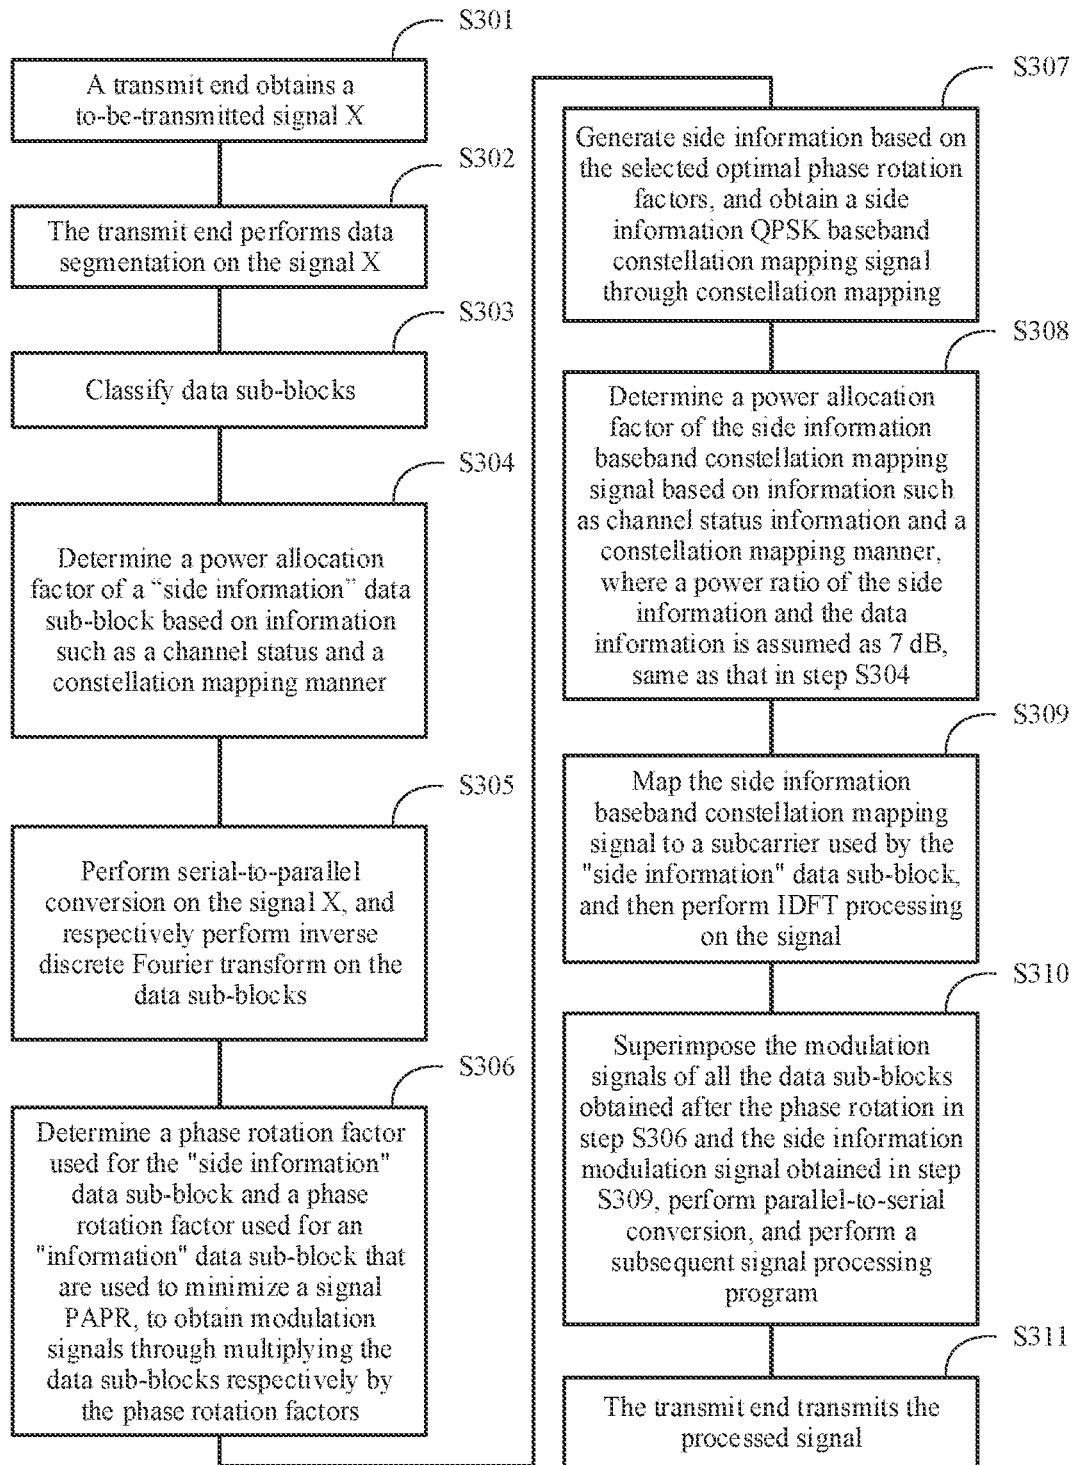 S301
A transmit end obtains a
to-be-transmitted signal X
S302
The transmit end performs data
segmentation on the signal X
S303
Classify data sub-blocks
S304
Determine a power allocation
factor of a “side information” data
sub-block based on information
such as a channel status and a
constellation mapping manner
S305
Perform serial-to-parallel
conversion on the signal X, and
respectively perform inverse
discrete Fourier transform on the
data sub-blocks
S306
Determine a phase rotation factor
used for the "side information"
data sub-block and a phase
rotation factor used for an
"information" data sub-block that
are used to minimize a signal
PAPR, to obtain modulation
signals through multiplying the
data sub-blocks respectively by
the phase rotation factors
S307
Generate side information based on
the selected optimal phase rotation
factors, and obtain a side
information QPSK baseband
constellation mapping signal
through constellation mapping
S308
Determine a power allocation
factor of the side information
baseband constellation mapping
signal based on information such
as channel status information and a
constellation mapping manner,
where a power ratio of the side
information and the data
information is assumed as 7 dB,
same as that in step S304
S309
Map the side information
baseband constellation mapping
signal to a subcarrier used by the
"side information" data sub-block,
and then perform IDFT processing
on the signal
S310
Superimpose the modulation
signals of all the data sub-blocks
obtained after the phase rotation in
step S306 and the side information
modulation signal obtained in step
S309, perform parallel-to-serial
conversion, and perform a
subsequent signal processing
program
S311
The transmit end transmits the
processed signal